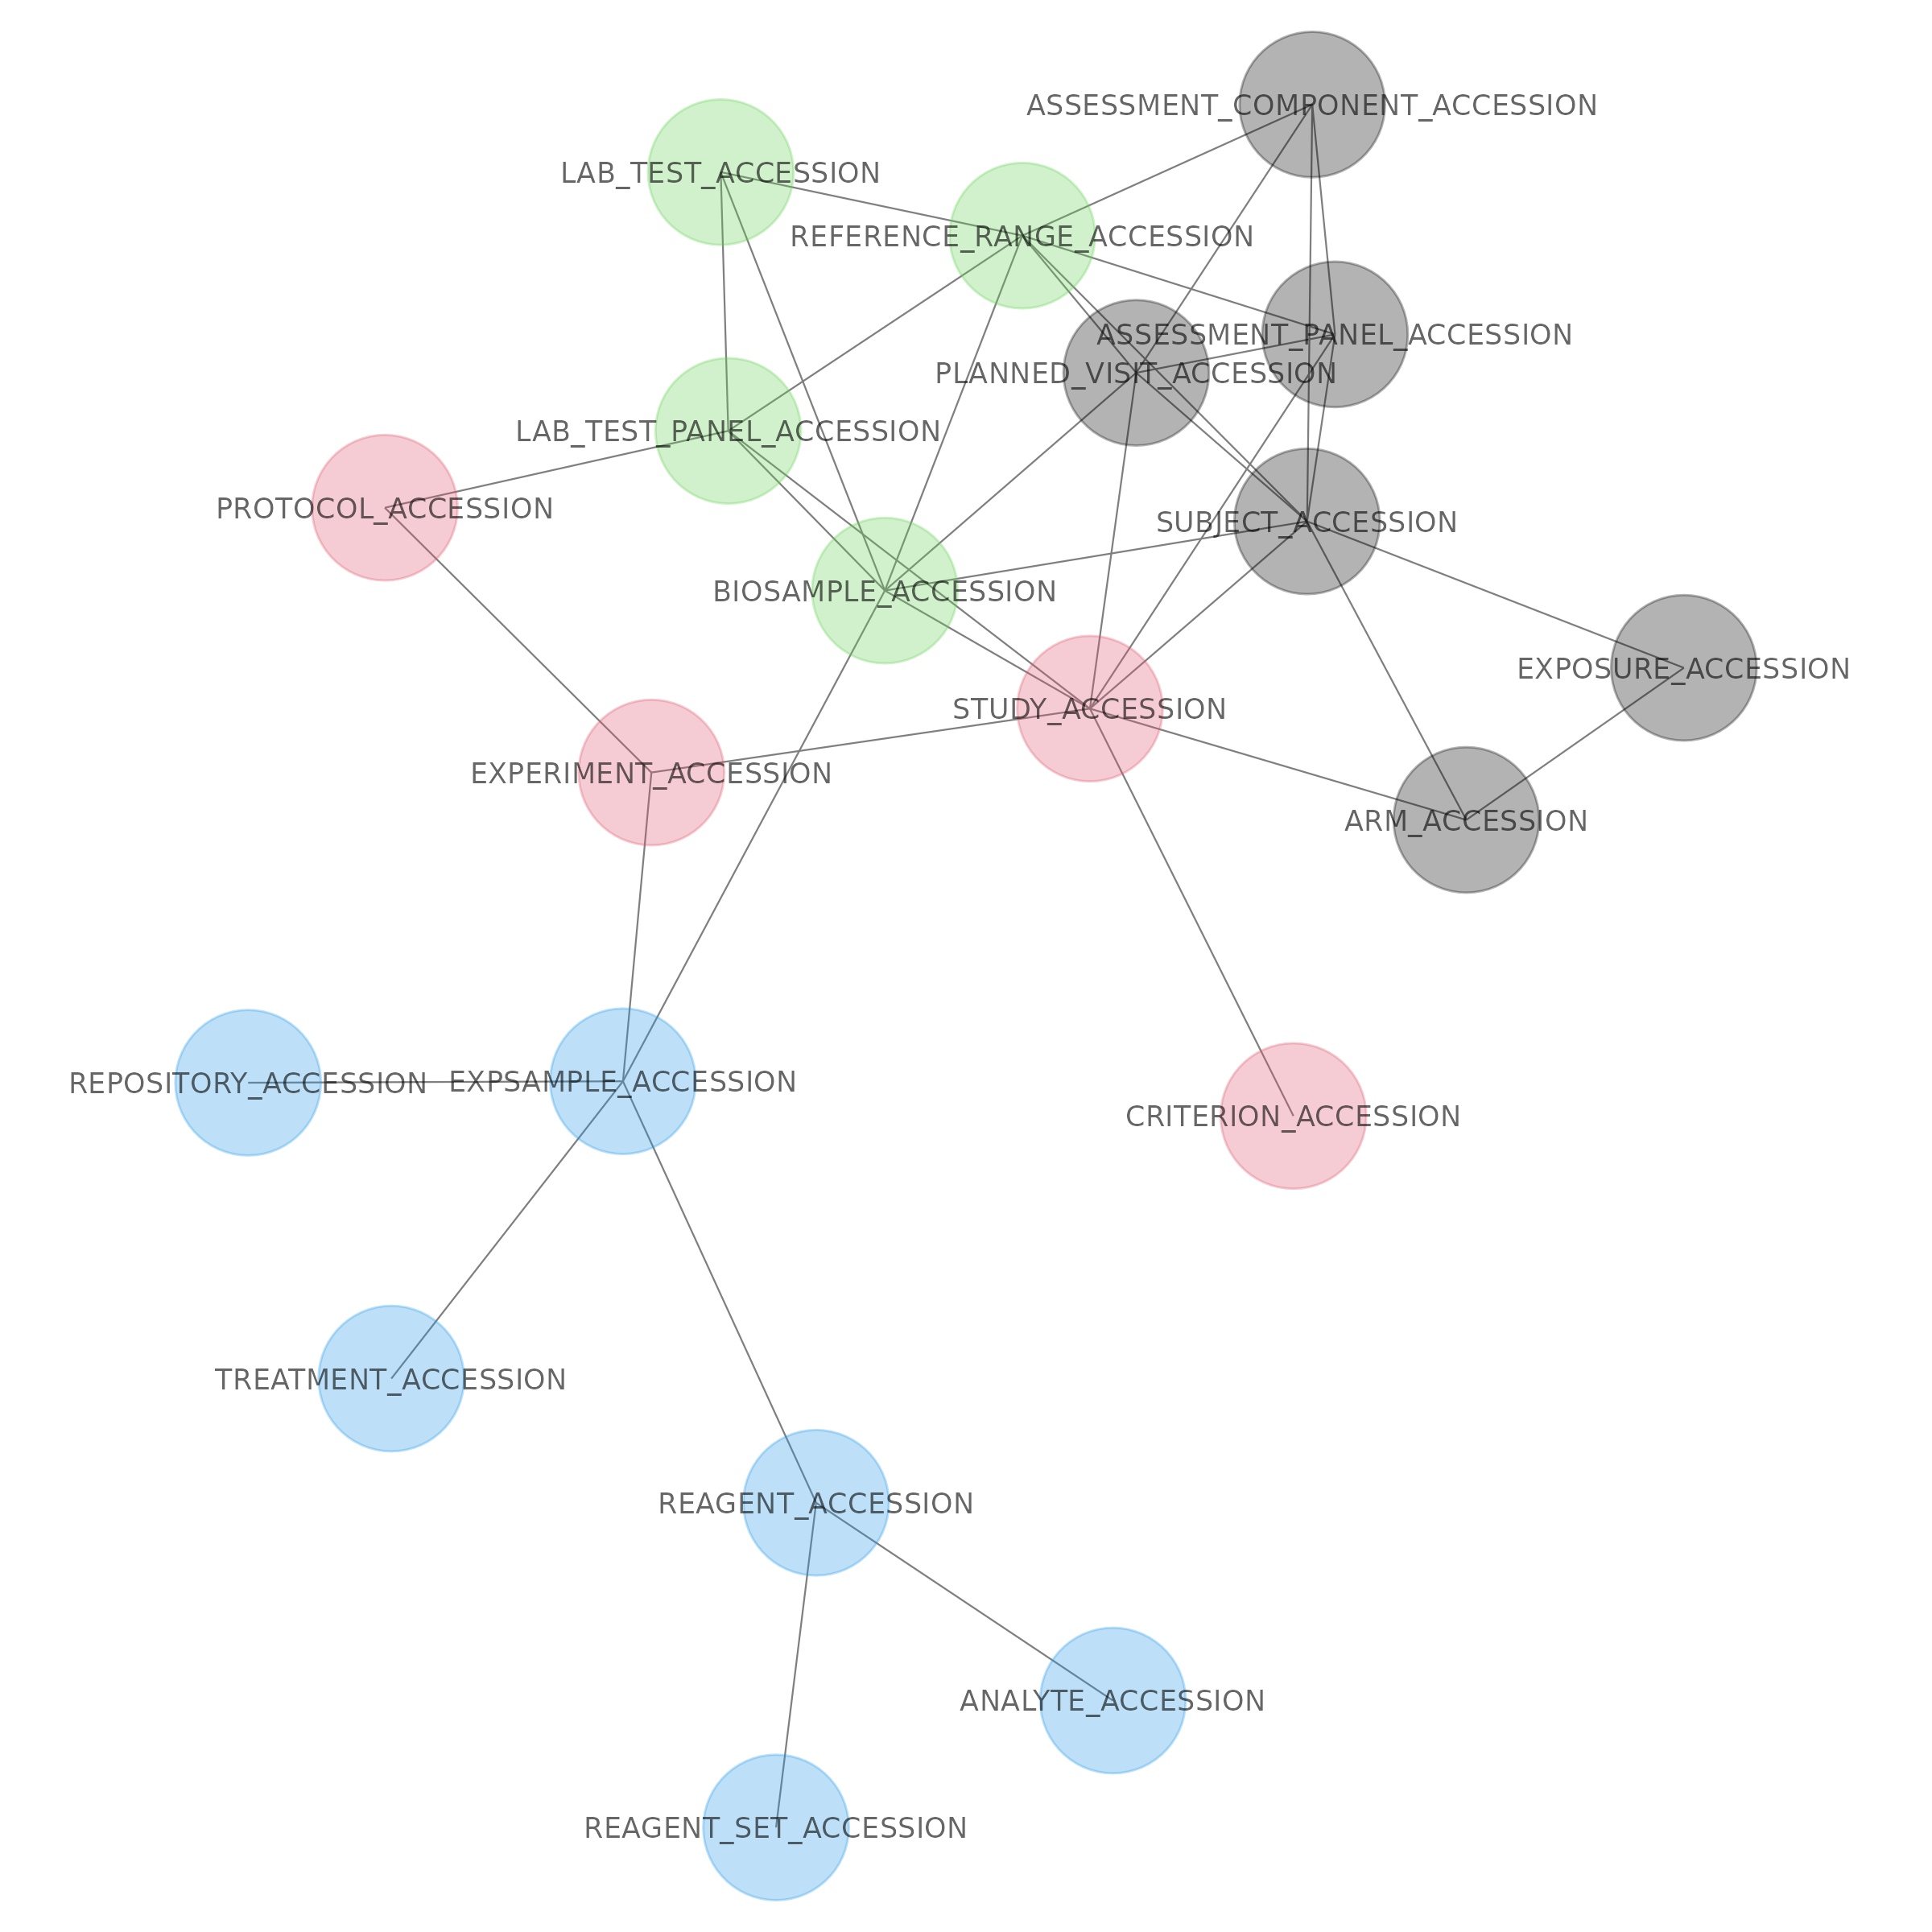 ASSESSMENT_COMPONENT_ACCESSION
LAB_TEST_ACCESSION
REFERENCE_RANGE_ACCESSION
ASSESSMENT_PANEL_ACCESSION
PLANNED_VISIT_ACCESSION
LAB_TEST_PANEL_ACCESSION
PROTOCOL_ACCESSION
SUBJECT_ACCESSION
BIOSAMPLE_ACCESSION
EXPOSURE_ACCESSION
STUDY_ACCESSION
EXPERIMENT_ACCESSION
ARM_ACCESSION
REPOSITORY_ACCESSION
EXPSAMPLE_ACCESSION
CRITERION_ACCESSION
TREATMENT_ACCESSION
REAGENT_ACCESSION
ANALYTE_ACCESSION
REAGENT_SET_ACCESSION